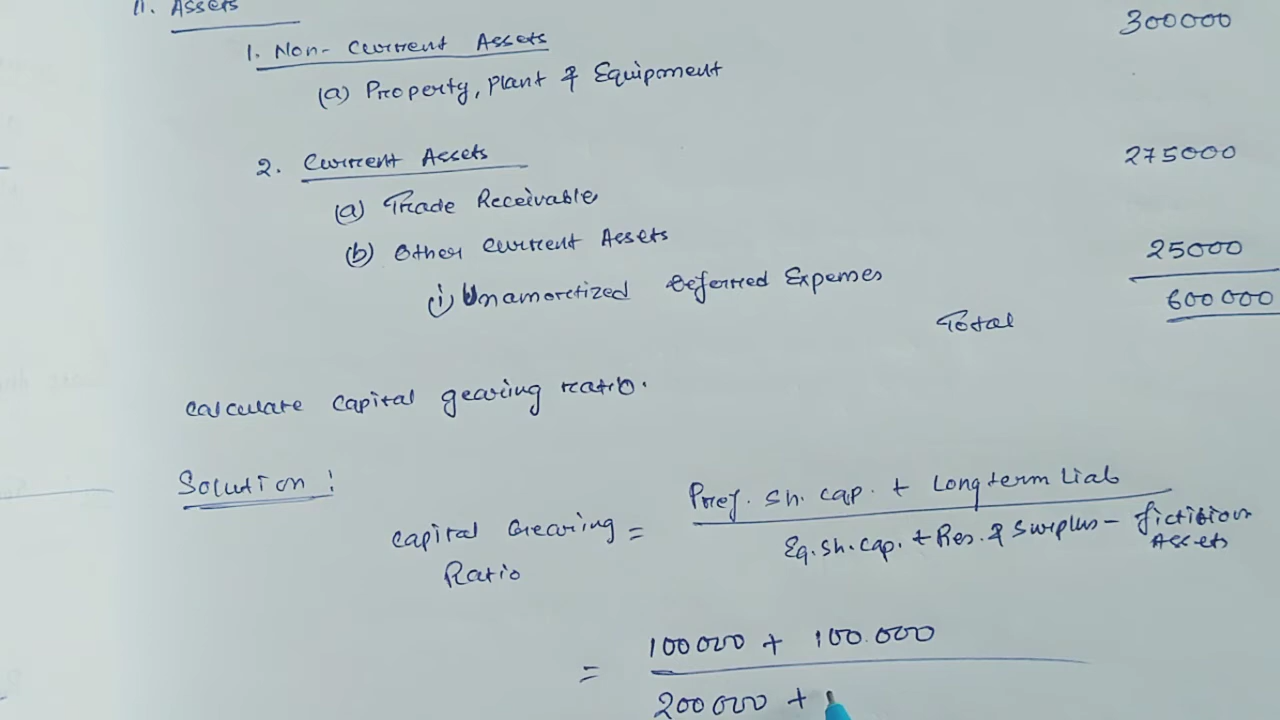 II. Assets
1. Non-Current Assets 300000
(a) Property, Plant & Equipment
2. Current Assets 275000
(a) Trade Receivable
(b) Other Current Assets 25000
(i) Unamortized Deferred Expenses
Total 600000
Calculate capital gearing ratio.
Solution:
Capital Gearing Ratio = Pref. Sh. Cap. + Long term Liab
Eq. Sh. Cap. + Res. & Surplus - fictitious Assets
= 100000 + 100.000
200000 +